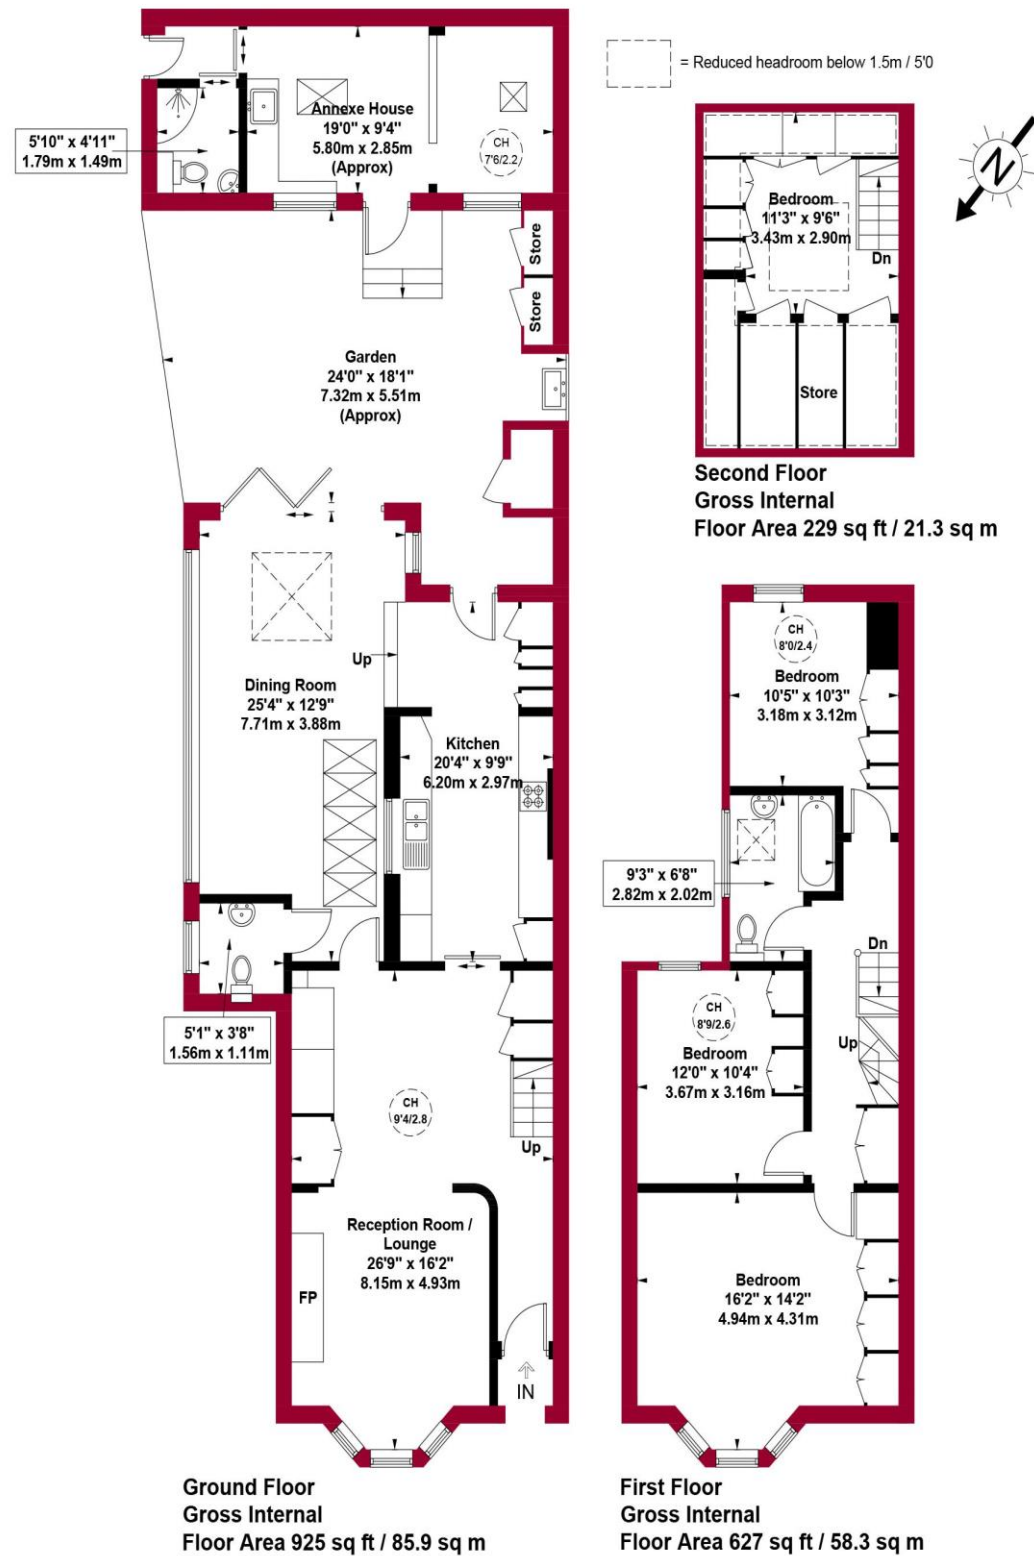 = Reduced headroom below 1.5m / 5'0
N
Annexe House
19'0" x 9'4"
5.80m x 2.85m
(Approx)
CH
7'6/2.2
5'10" x 4'11"
1.79m x 1.49m
Store
Store
Garden
24'0" x 18'1"
7.32m x 5.51m
(Approx)
Bedroom
11'3" x 9'6"
3.43m x 2.90m
Dn
Store
Second Floor
Gross Internal
Floor Area 229 sq ft / 21.3 sq m
Up
Dining Room
25'4" x 12'9"
7.71m x 3.88m
Kitchen
20'4" x 9'9"
6.20m x 2.97m
5'1" x 3'8"
1.56m x 1.11m
CH
9'4/2.8
Up
Reception Room /
Lounge
26'9" x 16'2"
8.15m x 4.93m
FP
IN
Ground Floor
Gross Internal
Floor Area 925 sq ft / 85.9 sq m
CH
8'0/2.4
Bedroom
10'5" x 10'3"
3.18m x 3.12m
9'3" x 6'8"
2.82m x 2.02m
Dn
Up
CH
8'9/2.6
Bedroom
12'0" x 10'4"
3.67m x 3.16m
Bedroom
16'2" x 14'2"
4.94m x 4.31m
First Floor
Gross Internal
Floor Area 627 sq ft / 58.3 sq m